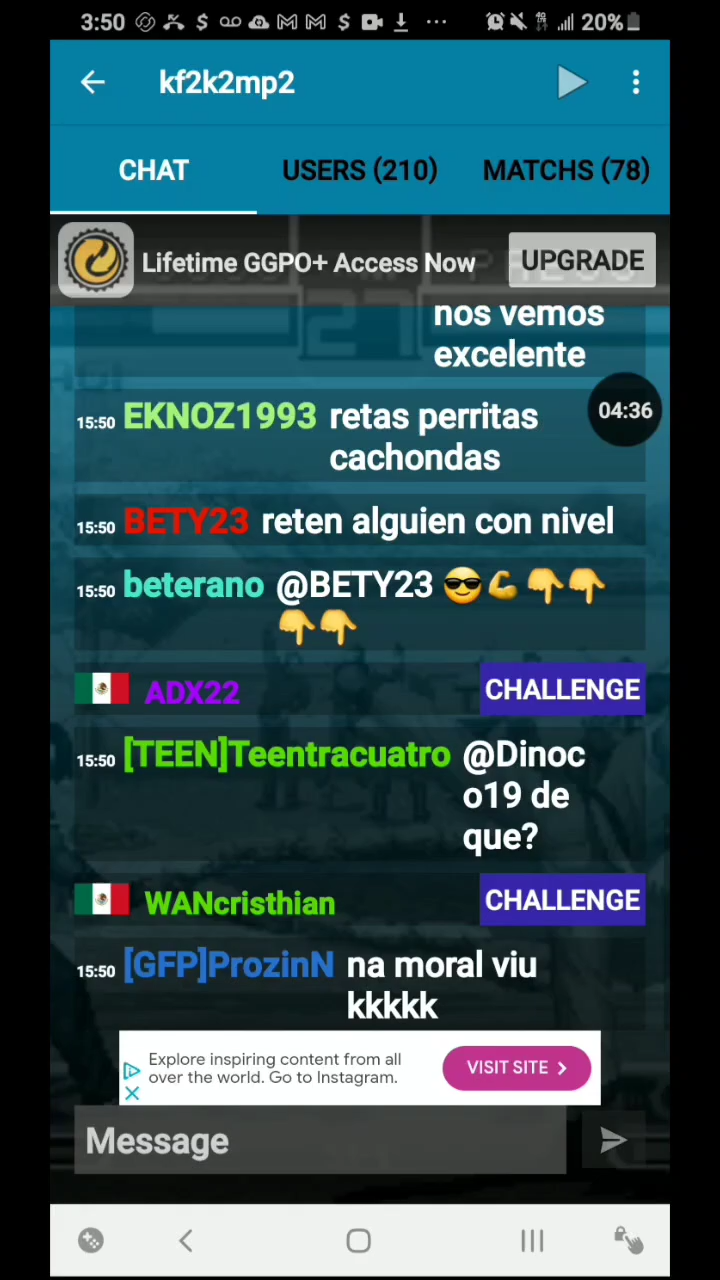 3:50
20%
kf2k2mp2
CHAT
USERS (210)
MATCHS (78)
Lifetime GGPO+ Access Now
UPGRADE
27
nos vemos
excelente
15:50 EKNOZ1993 retas perritas
cachondas
04:36
15:50 BETY23 reten alguien con nivel
15:50 beterano @BETY23 😎💪👇👇
👇👇
ADX22
CHALLENGE
15:50 [TEEN]Teentracuatro @Dinoc
o19 de
que?
WANcristhian
CHALLENGE
15:50 [GFP]ProzinN na moral viu
kkkkk
Explore inspiring content from all
over the world. Go to Instagram.
VISIT SITE >
Message